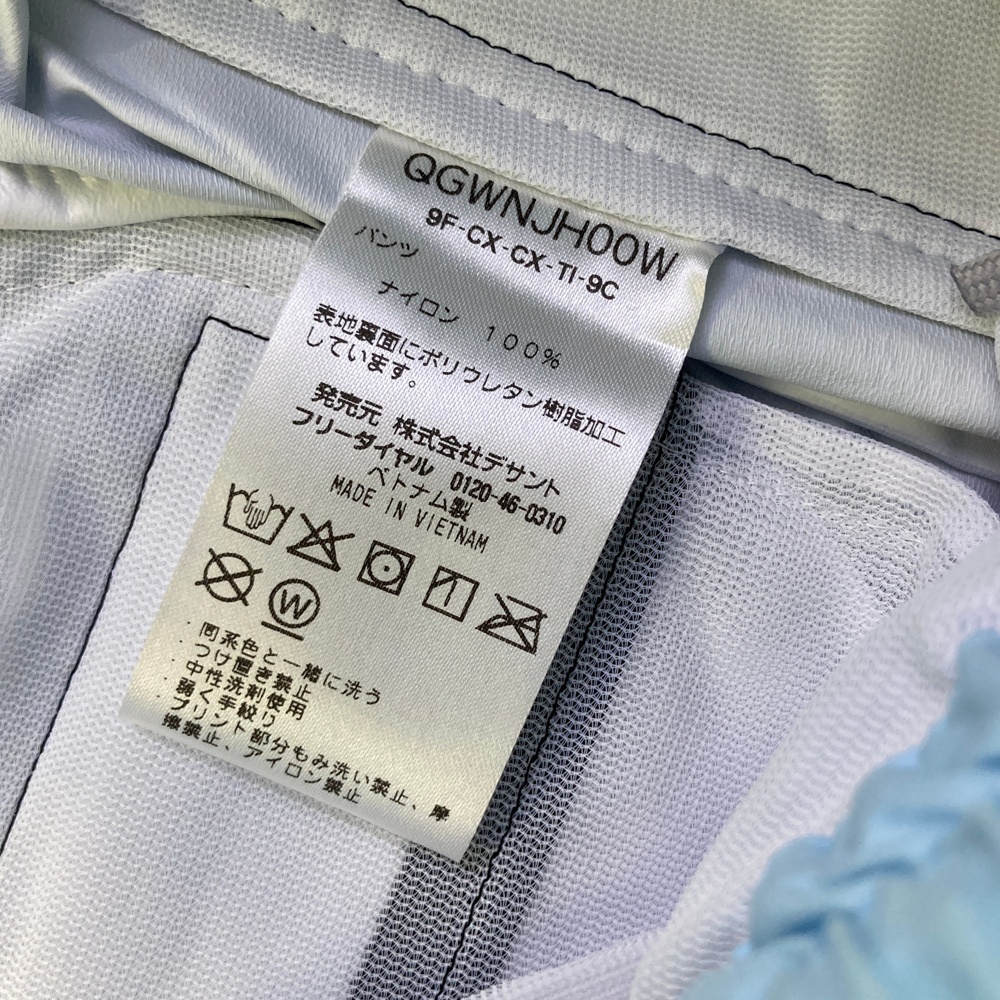 QGWNJH00W
9F-CX-CX-TI-9C
パンツ
ナイロン 100%
表地裏面にポリウレタン樹脂加工
しています。
発売元 株式会社デサント
フリーダイヤル 0120-46-0310
ベトナム製
MADE IN VIETNAM
W
・同系色と一緒に洗う
・つけ置き禁止
・中性洗剤使用
・弱く手絞り
・プリント部分もみ洗い禁止、摩
擦禁止、アイロン禁止